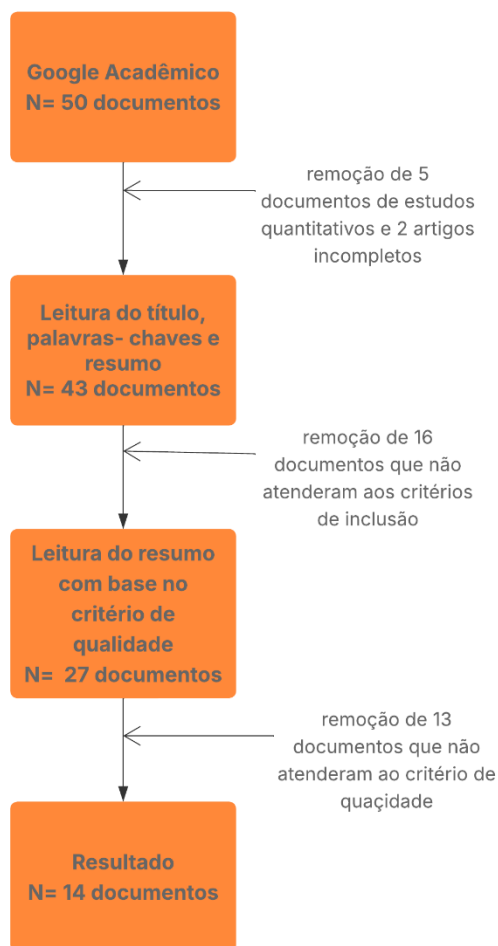 Google Acadêmico
N= 50 documentos
remoção de 5
documentos de estudos
quantitativos e 2 artigos
incompletos
Leitura do título,
palavras- chaves e
resumo
N= 43 documentos
remoção de 16
documentos que não
atenderam aos critérios
de inclusão
Leitura do resumo
com base no
critério de
qualidade
N=  27 documentos
remoção de 13
documentos que não
atenderam ao critério de
quaçidade
Resultado
N= 14 documentos